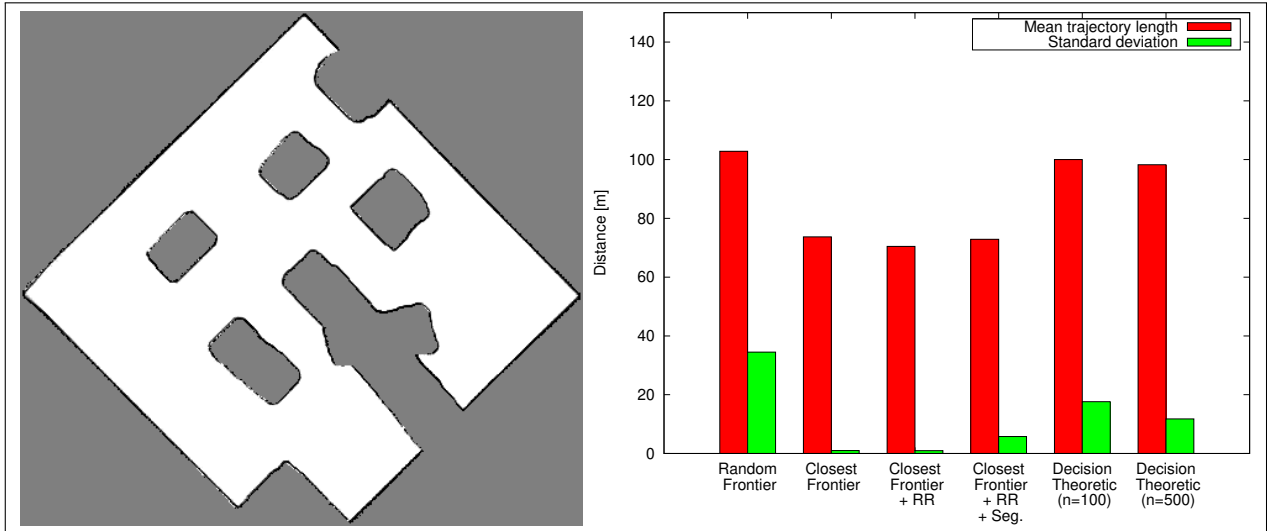 Mean trajectory length
Standard deviation
140
120
100
80
60
40
20
0
Distance [m]
Random
Frontier
Closest
Frontier
Closest
Frontier
+ RR
Closest
Frontier
+ RR
+ Seg.
Decision
Theoretic
(n=100)
Decision
Theoretic
(n=500)